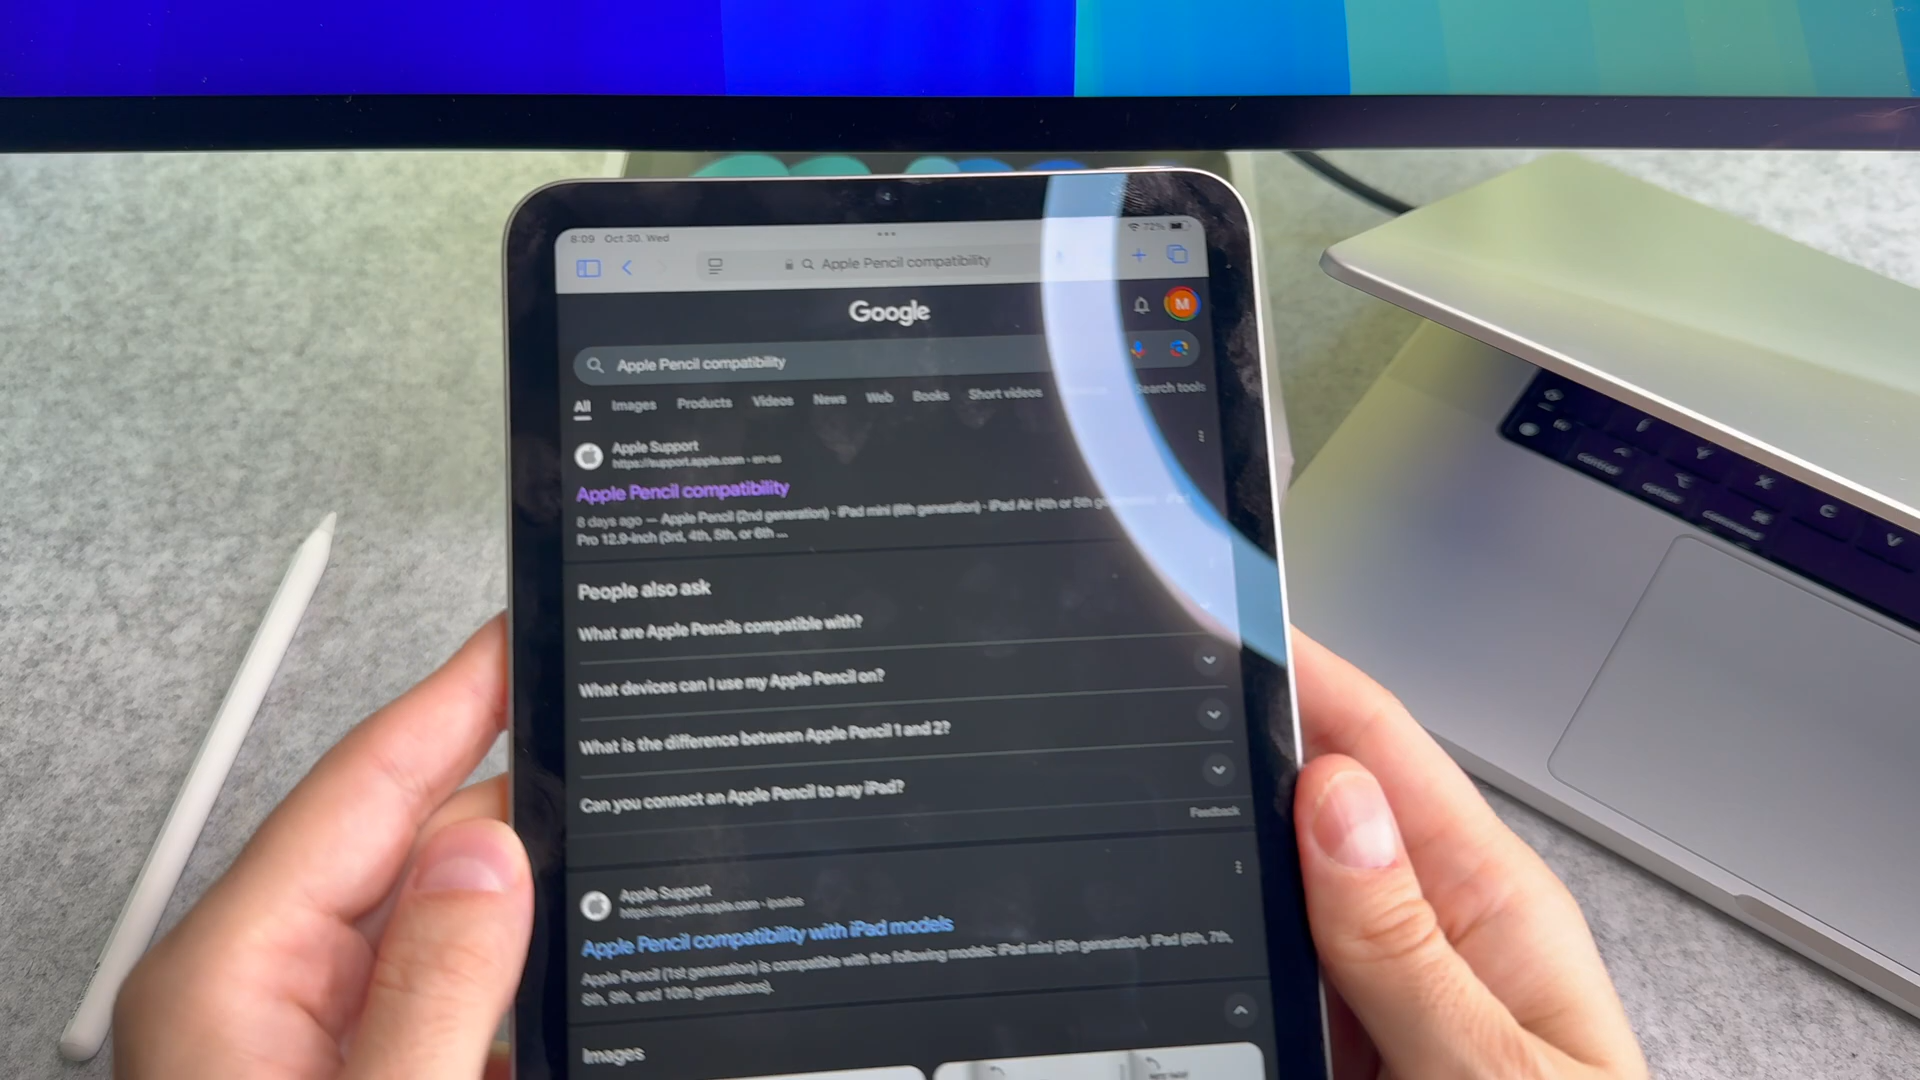 8:09 Oct 30. Wed
72%
Apple Pencil compatibility
Google
M
Apple Pencil compatibility
All Images Products Videos News Web Books Short videos Search tools
Apple Support
https://support.apple.com › en-us
Apple Pencil compatibility
8 days ago — Apple Pencil (2nd generation) · iPad mini (6th generation) · iPad Air (4th or 5th iPad
Pro 12.9-inch (3rd, 4th, 5th, or 6th ...
People also ask
What are Apple Pencils compatible with?
What devices can I use my Apple Pencil on?
What is the difference between Apple Pencil 1 and 2?
Can you connect an Apple Pencil to any iPad?
Feedback
Apple Support
https://support.apple.com › ipados
Apple Pencil compatibility with iPad models
Apple Pencil (1st generation) is compatible with the following models: iPad mini (5th generation). iPad (6th, 7th,
8th, 9th, and 10th generations).
Images
control
option
command
Y
X
C
V